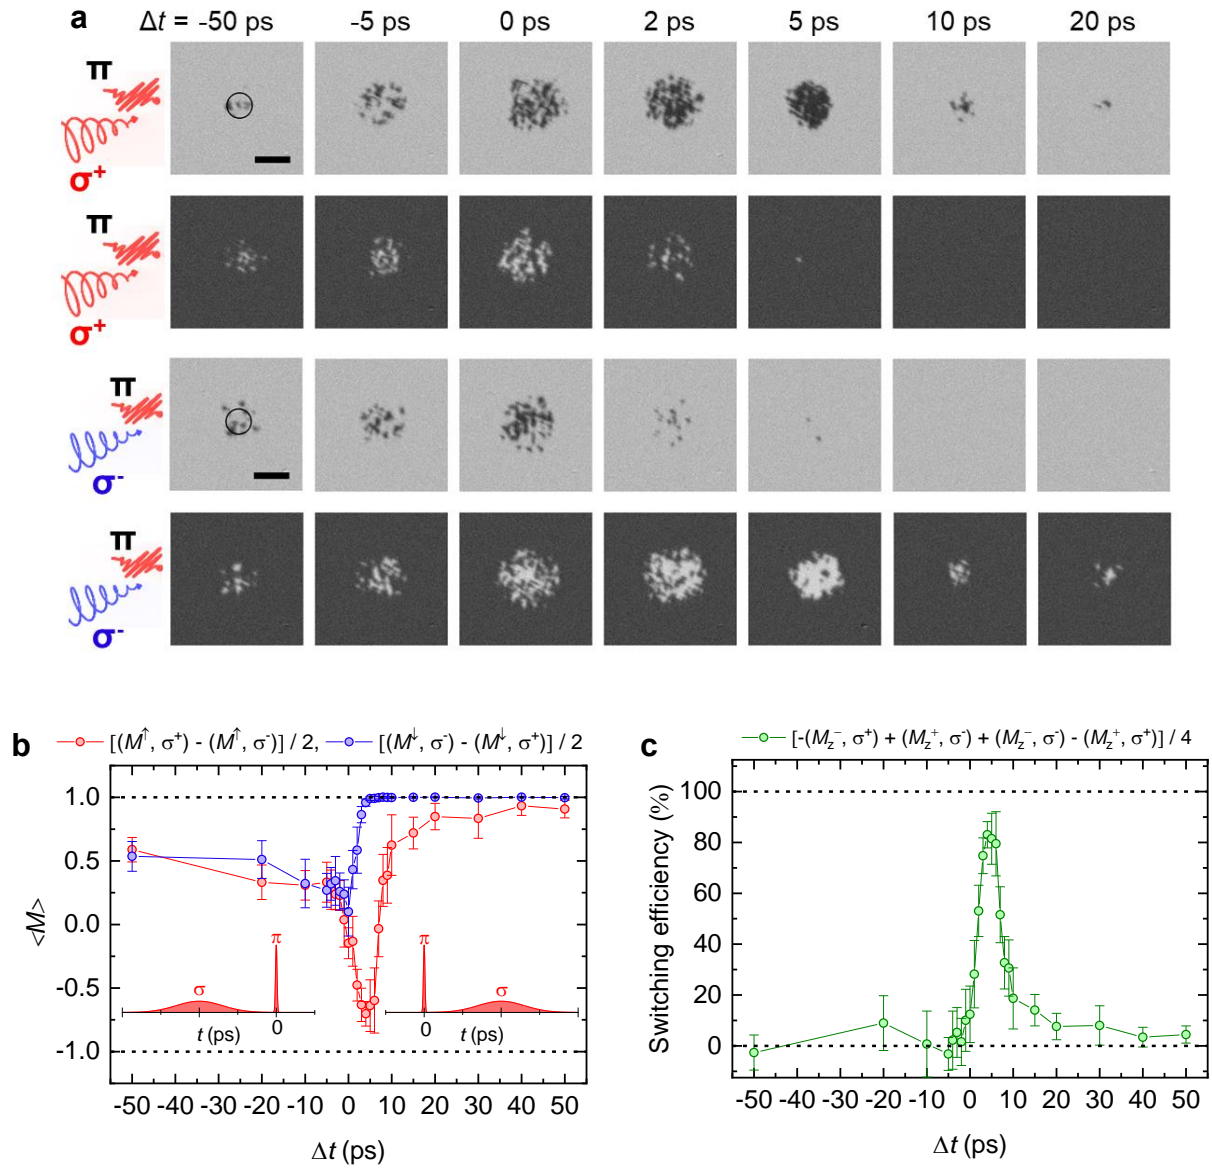 a Δt = -50 ps -5 ps 0 ps 2 ps 5 ps 10 ps 20 ps
π
σ+
π
σ+
π
σ-
π
σ-
b [(M↑, σ+) - (M↑, σ-)] / 2, [(M↓, σ-) - (M↓, σ+)] / 2
1.0
0.5
0.0
-0.5
-1.0
<M>
σ π π σ
0 0
t (ps) t (ps)
-50 -40 -30 -20 -10 0 10 20 30 40 50
Δt (ps)
c [-(Mz-, σ+) + (Mz+, σ-) + (Mz-, σ-) - (Mz+, σ+)] / 4
100
80
60
40
20
0
Switching efficiency (%)
-50 -40 -30 -20 -10 0 10 20 30 40 50
Δt (ps)